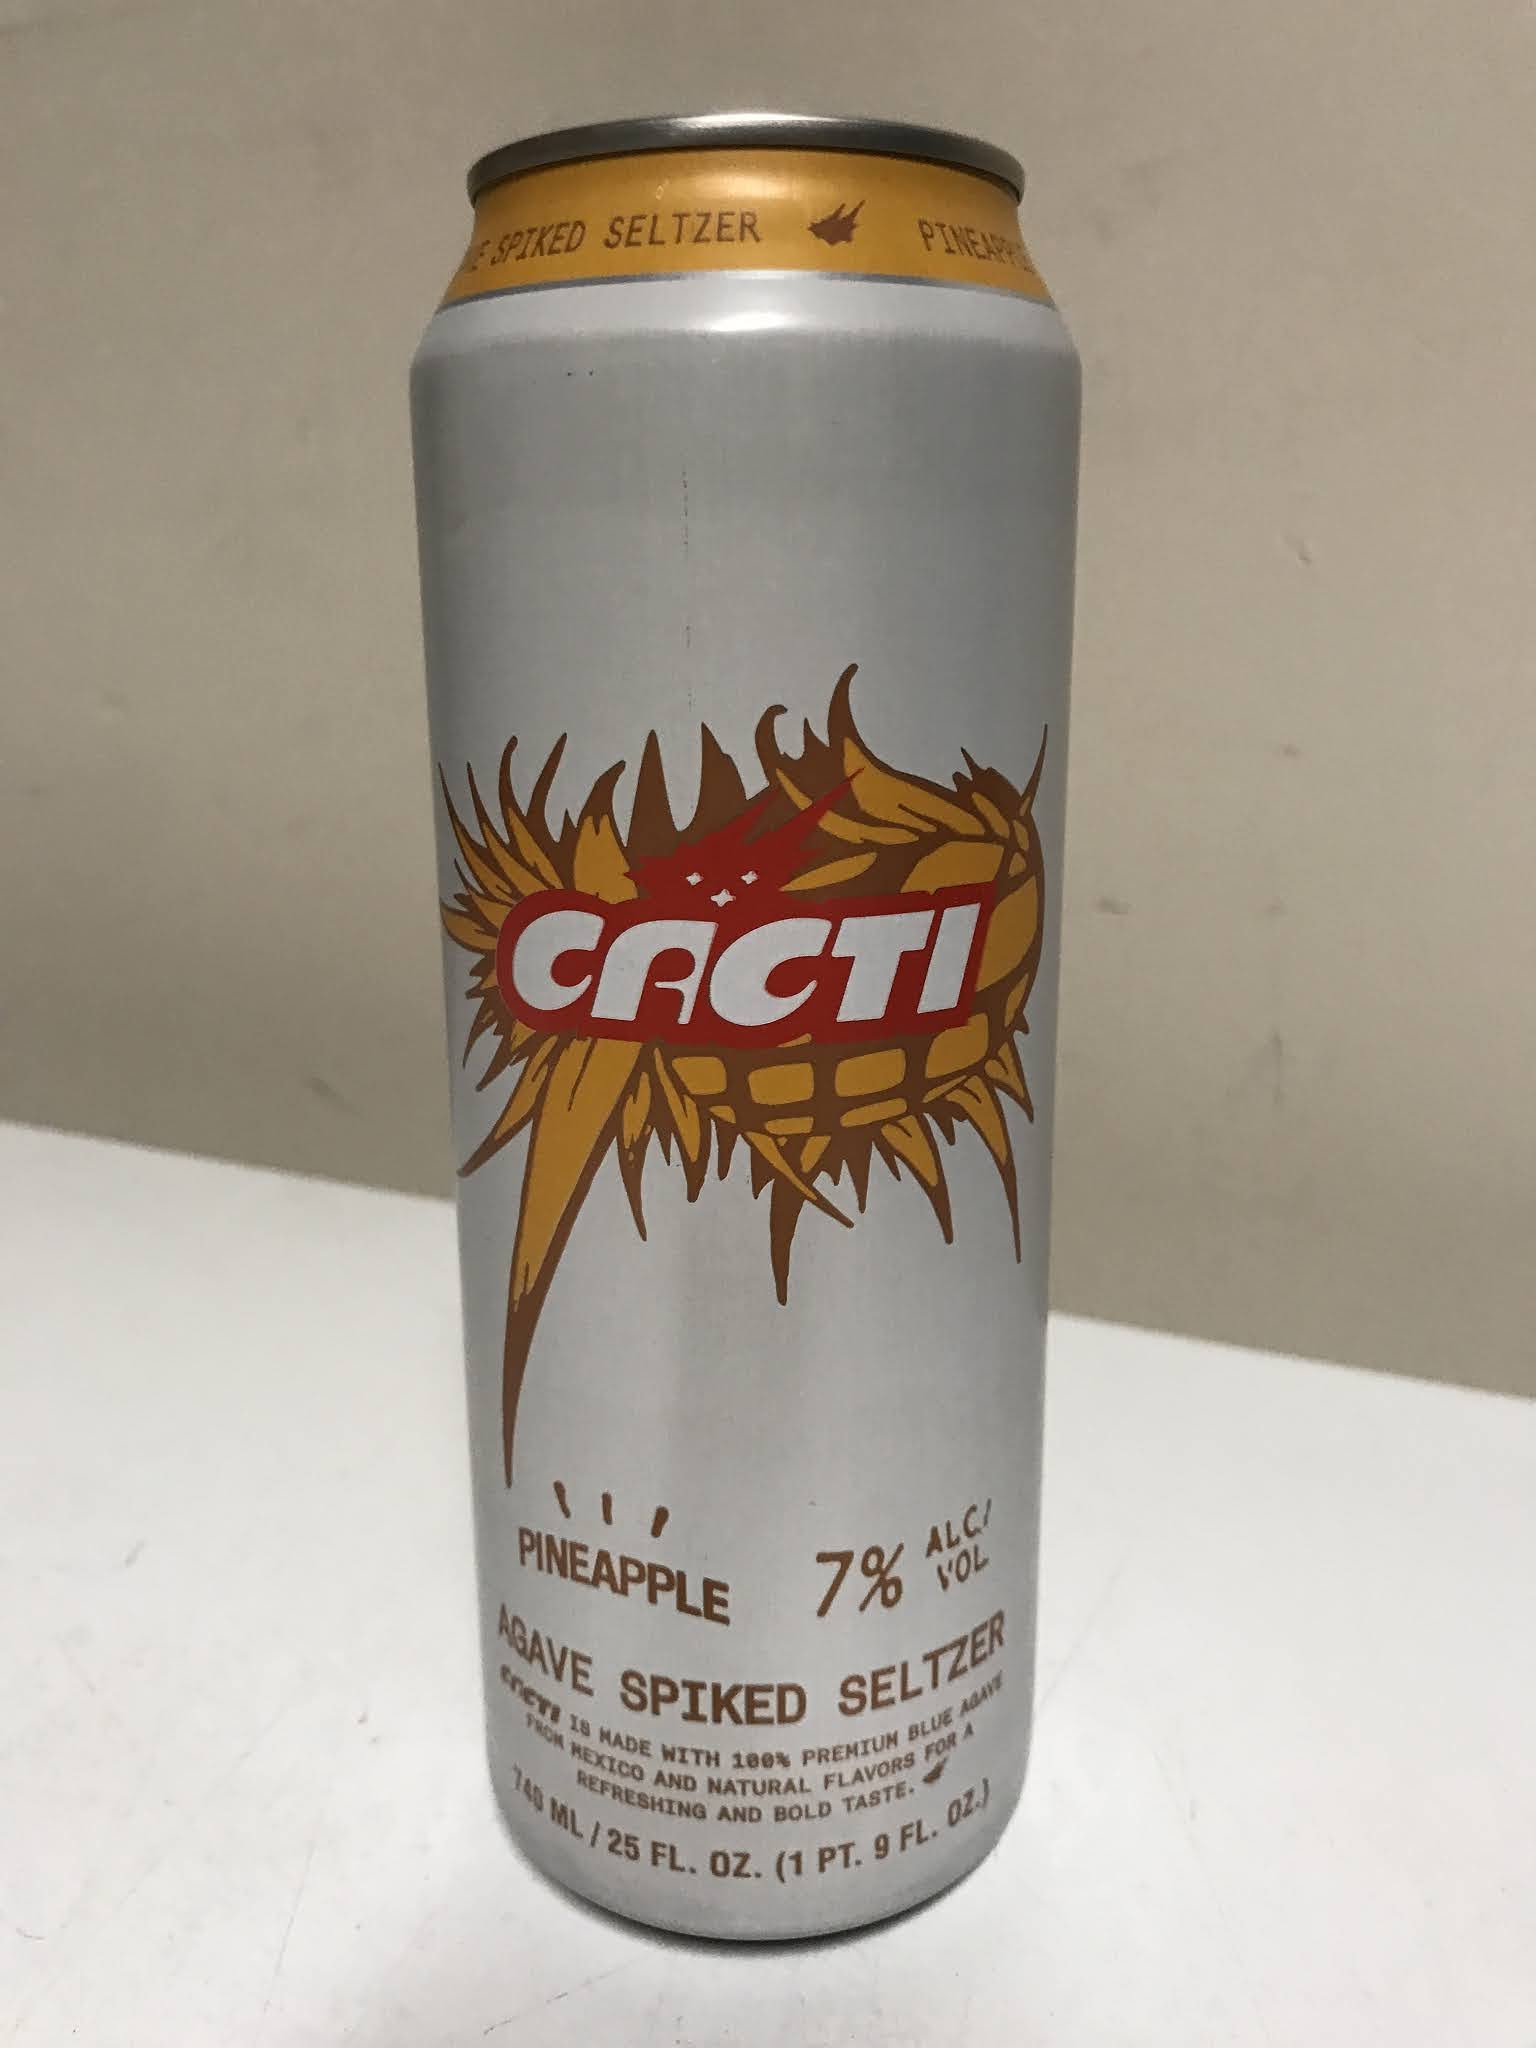 SPIKED SELTZER PINEAPPLE
CACTI
PINEAPPLE
7% ALC/
VOL
AGAVE SPIKED SELTZER
CACTI IS MADE WITH 100% PREMIUM BLUE AGAVE
FROM MEXICO AND NATURAL FLAVORS FOR A
REFRESHING AND BOLD TASTE.
740 ML / 25 FL. OZ. (1 PT. 9 FL. OZ.)